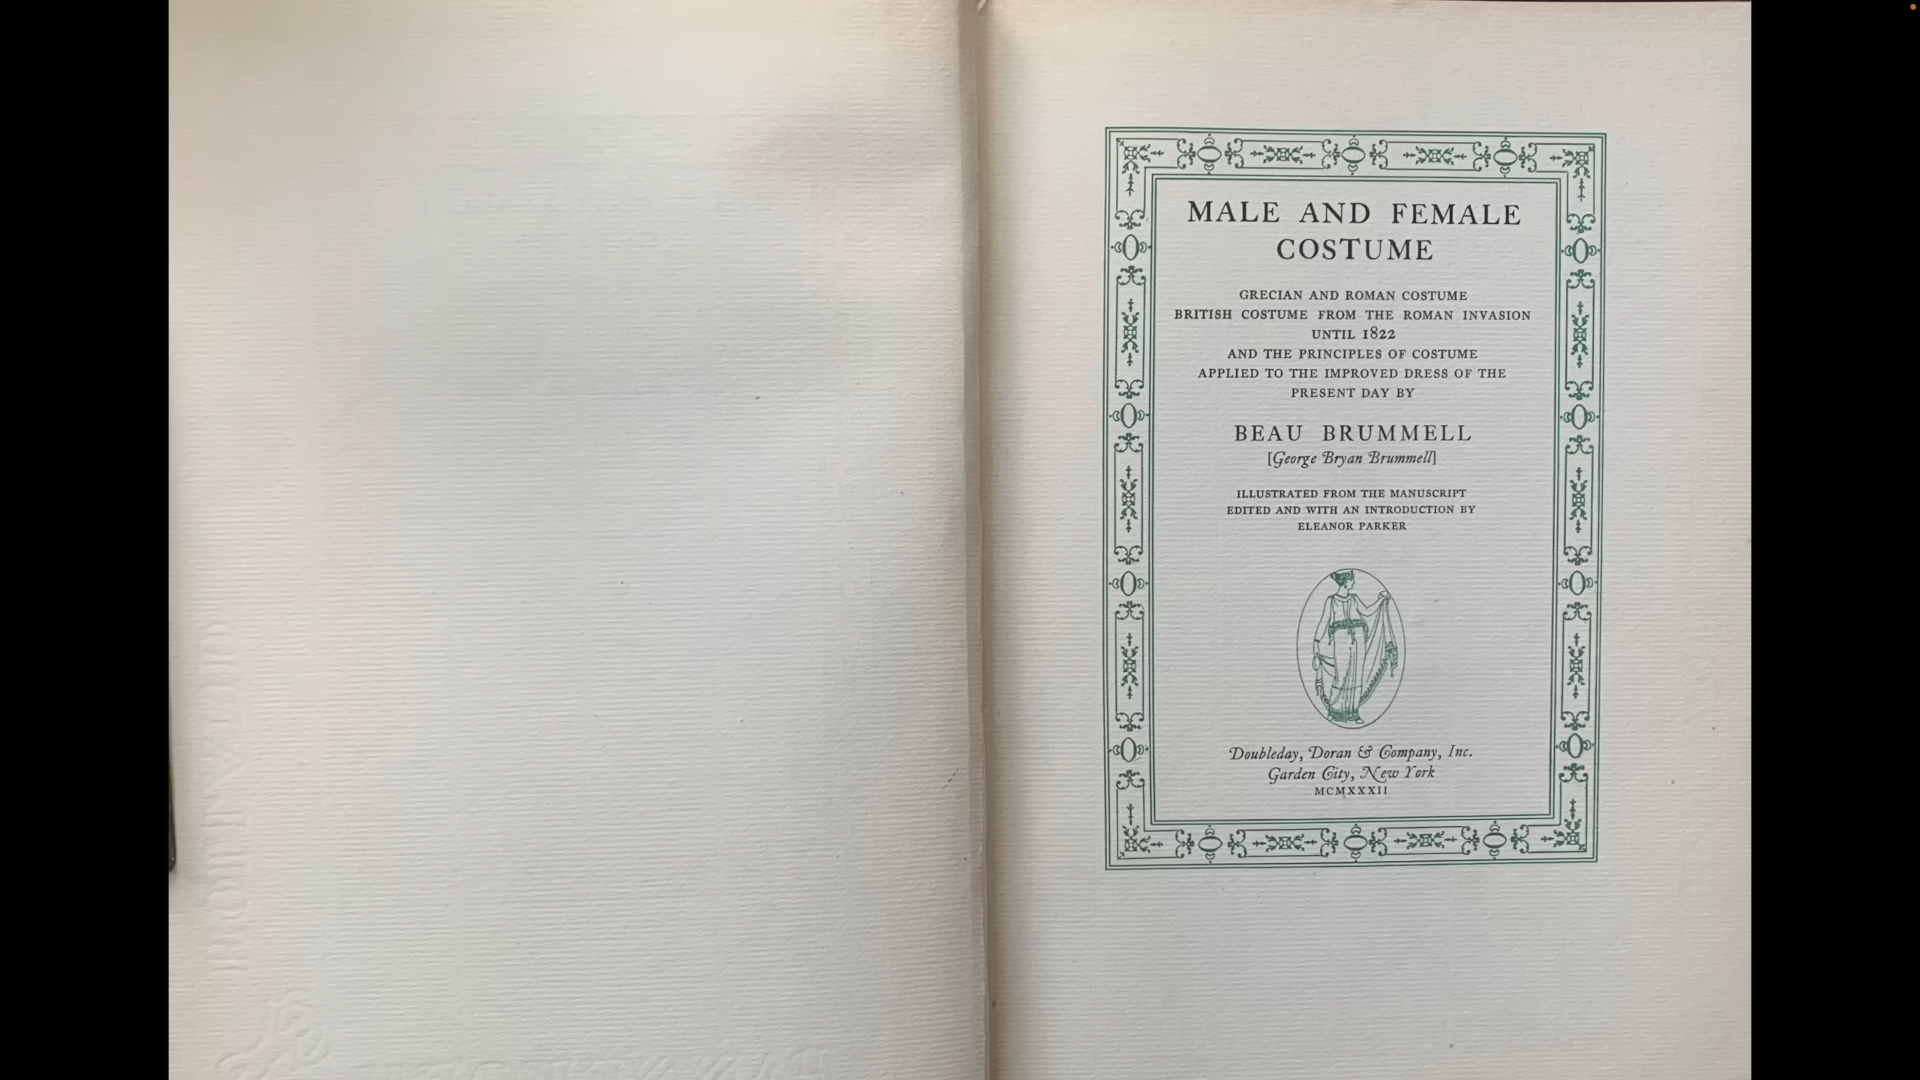 MALE AND FEMALE
COSTUME
GRECIAN AND ROMAN COSTUME
BRITISH COSTUME FROM THE ROMAN INVASION
UNTIL 1822
AND THE PRINCIPLES OF COSTUME
APPLIED TO THE IMPROVED DRESS OF THE
PRESENT DAY BY
BEAU BRUMMELL
[George Bryan Brummell]
ILLUSTRATED FROM THE MANUSCRIPT
EDITED AND WITH AN INTRODUCTION BY
ELEANOR PARKER
Doubleday, Doran & Company, Inc.
Garden City, New York
MCMXXXII